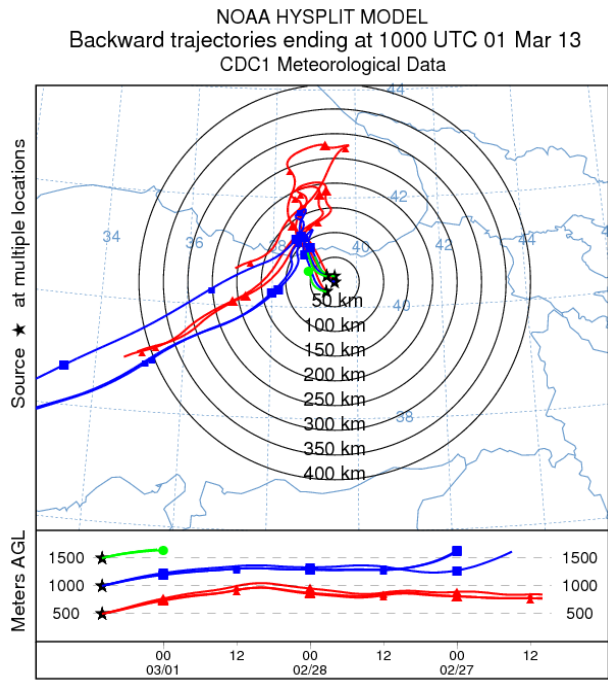 NOAA HYSPLIT MODEL
Backward trajectories ending at 1000 UTC 01 Mar 13
CDC1 Meteorological Data
Source ★ at multiple locations
44
42
34
36
38
40
42
44
40
38
50 km
100 km
150 km
200 km
250 km
300 km
350 km
400 km
Meters AGL
1500 1500
1000 1000
500 500
00 12 00 12 00 12
03/01 02/28 02/27